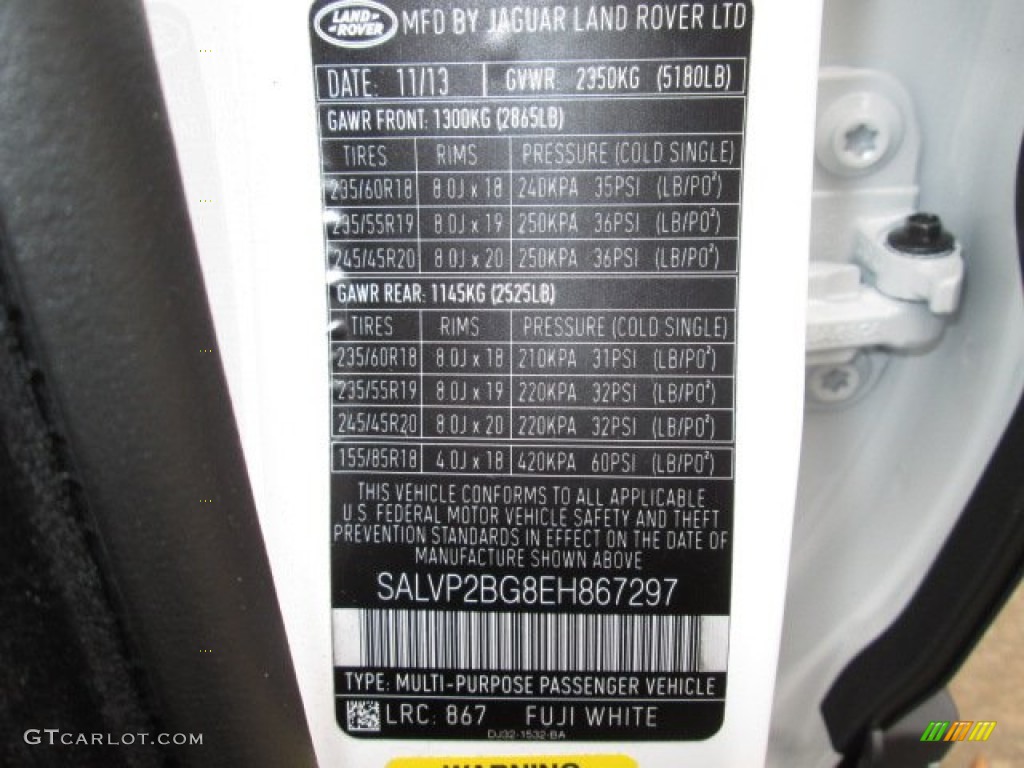 LAND ROVER MFD BY JAGUAR LAND ROVER LTD
DATE: 11/13 GVWR: 2350KG (5180LB)
GAWR FRONT: 1300KG (2865LB)
TIRES RIMS PRESSURE (COLD SINGLE)
235/60R18 8.0J x 18 240KPA 35PSI (LB/PO²)
235/55R19 8.0J x 19 250KPA 36PSI (LB/PO²)
245/45R20 8.0J x 20 250KPA 36PSI (LB/PO²)
GAWR REAR: 1145KG (2525LB)
TIRES RIMS PRESSURE (COLD SINGLE)
235/60R18 8.0J x 18 210KPA 31PSI (LB/PO²)
235/55R19 8.0J x 19 220KPA 32PSI (LB/PO²)
245/45R20 8.0J x 20 220KPA 32PSI (LB/PO²)
155/85R18 4.0J x 18 420KPA 60PSI (LB/PO²)
THIS VEHICLE CONFORMS TO ALL APPLICABLE
U.S. FEDERAL MOTOR VEHICLE SAFETY AND THEFT
PREVENTION STANDARDS IN EFFECT ON THE DATE OF
MANUFACTURE SHOWN ABOVE
SALVP2BG8EH867297
TYPE: MULTI-PURPOSE PASSENGER VEHICLE
LRC: 867 FUJI WHITE
DJ32-1532-BA
GTCARLOT.COM
WARNING